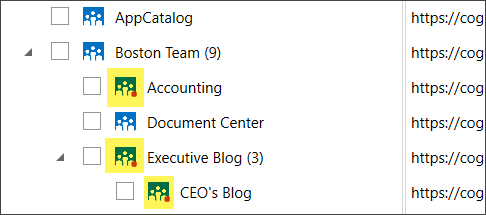 AppCatalog https://cog
Boston Team (9) https://cog
Accounting https://cog
Document Center https://cog
Executive Blog (3) https://cog
CEO's Blog https://cog